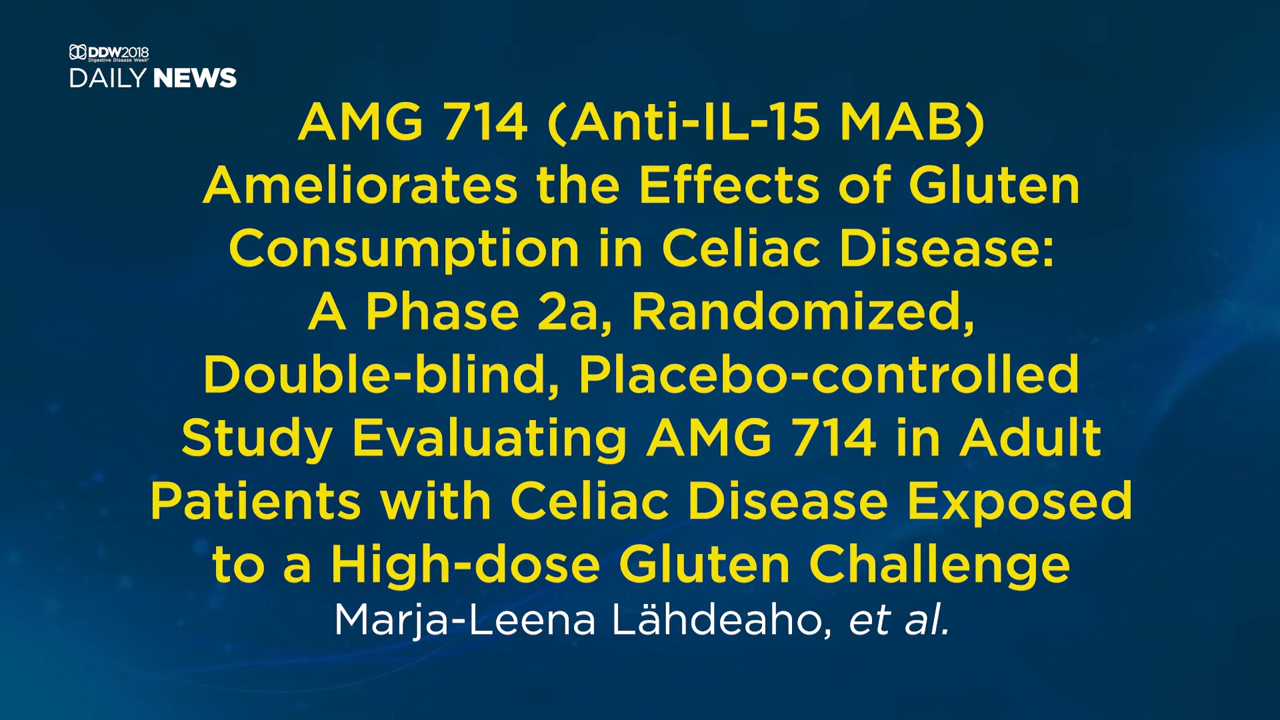 DDW2018
Digestive Disease Week®
DAILY NEWS
AMG 714 (Anti-IL-15 MAB)
Ameliorates the Effects of Gluten
Consumption in Celiac Disease:
A Phase 2a, Randomized,
Double-blind, Placebo-controlled
Study Evaluating AMG 714 in Adult
Patients with Celiac Disease Exposed
to a High-dose Gluten Challenge
Marja-Leena Lähdeaho, et al.